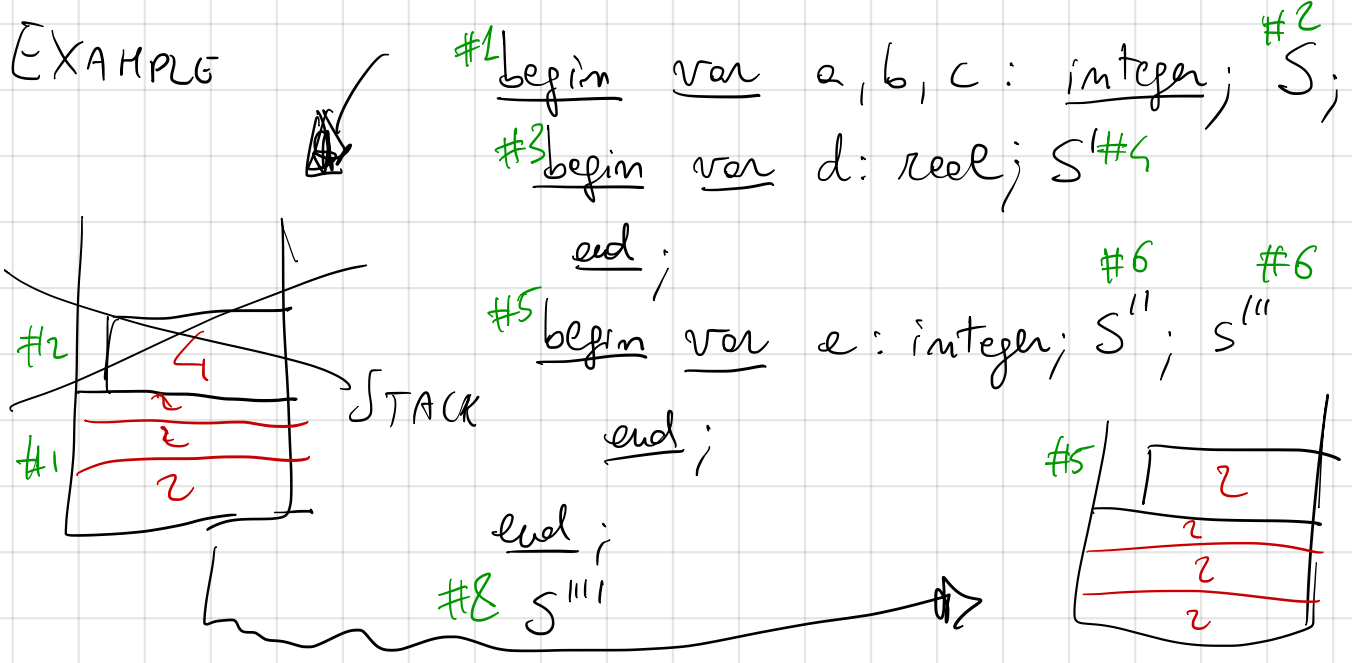 EXAMPLE
#2
#1 begin var a, b, c : integer; S;
#3 begin var d: real; S' #4
end;
#6 #6
#5 begin var e: integer; S''; S'''
end;
end;
#8 S''''
STACK
#2 4
2
2
#1
2
#5 2
2
2
2